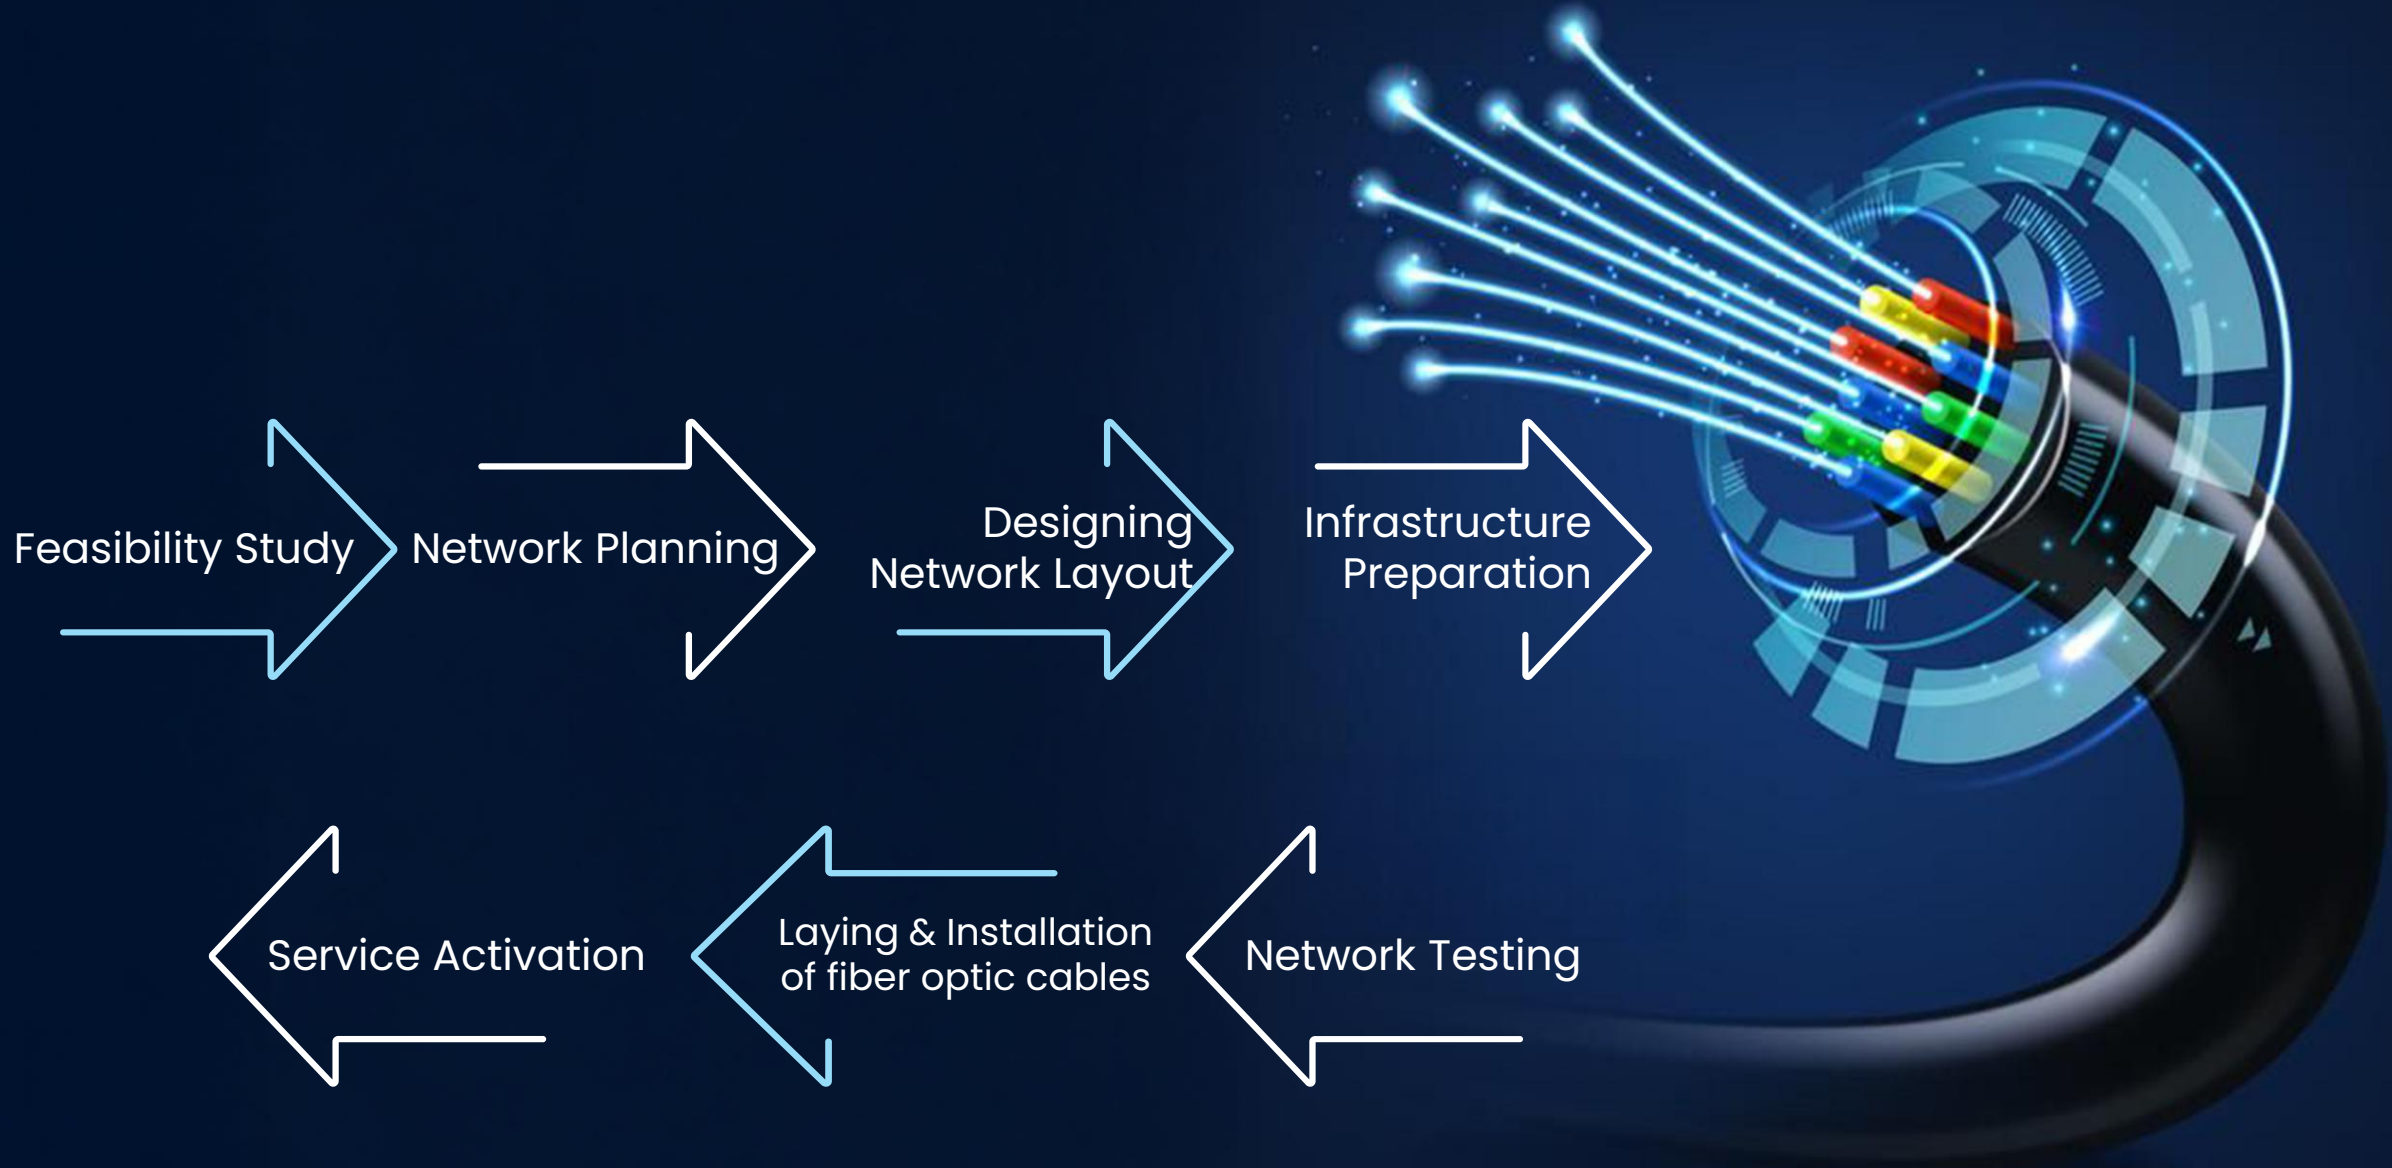 Feasibility Study
Network Planning
Designing
Network Layout
Infrastructure
Preparation
Service Activation
Laying & Installation
of fiber optic cables
Network Testing